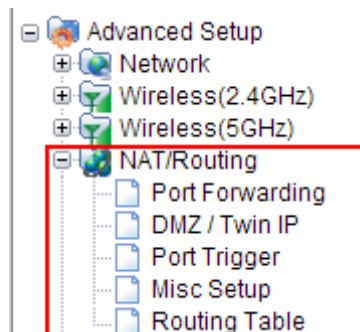 Advanced Setup
Network
Wireless(2.4GHz)
Wireless(5GHz)
NAT/Routing
Port Forwarding
DMZ / Twin IP
Port Trigger
Misc Setup
Routing Table